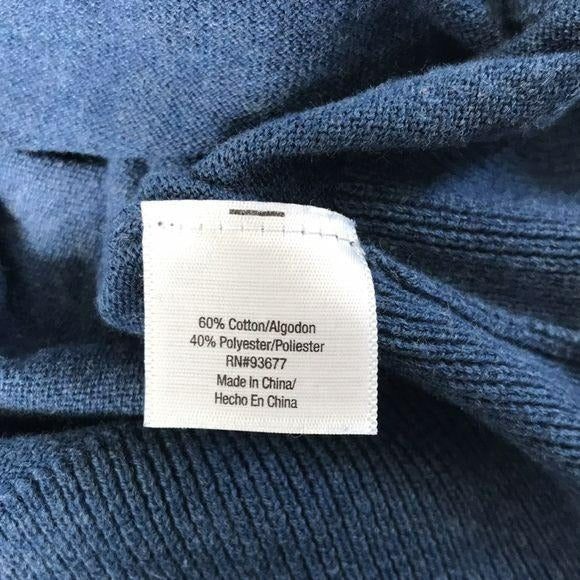 60% Cotton/Algodon
40% Polyester/Poliester
RN#93677
Made In China/
Hecho En China